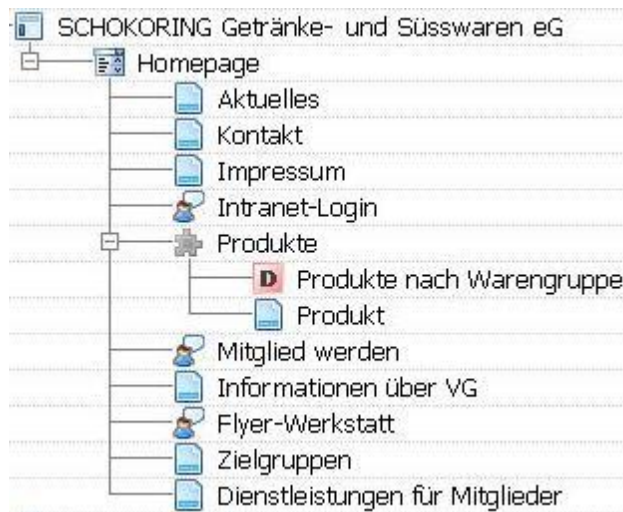 SCHOKORING Getränke- und Süsswaren eG
Homepage
Aktuelles
Kontakt
Impressum
Intranet-Login
Produkte
D Produkte nach Warengruppe
Produkt
Mitglied werden
Informationen über VG
Flyer-Werkstatt
Zielgruppen
Dienstleistungen für Mitglieder